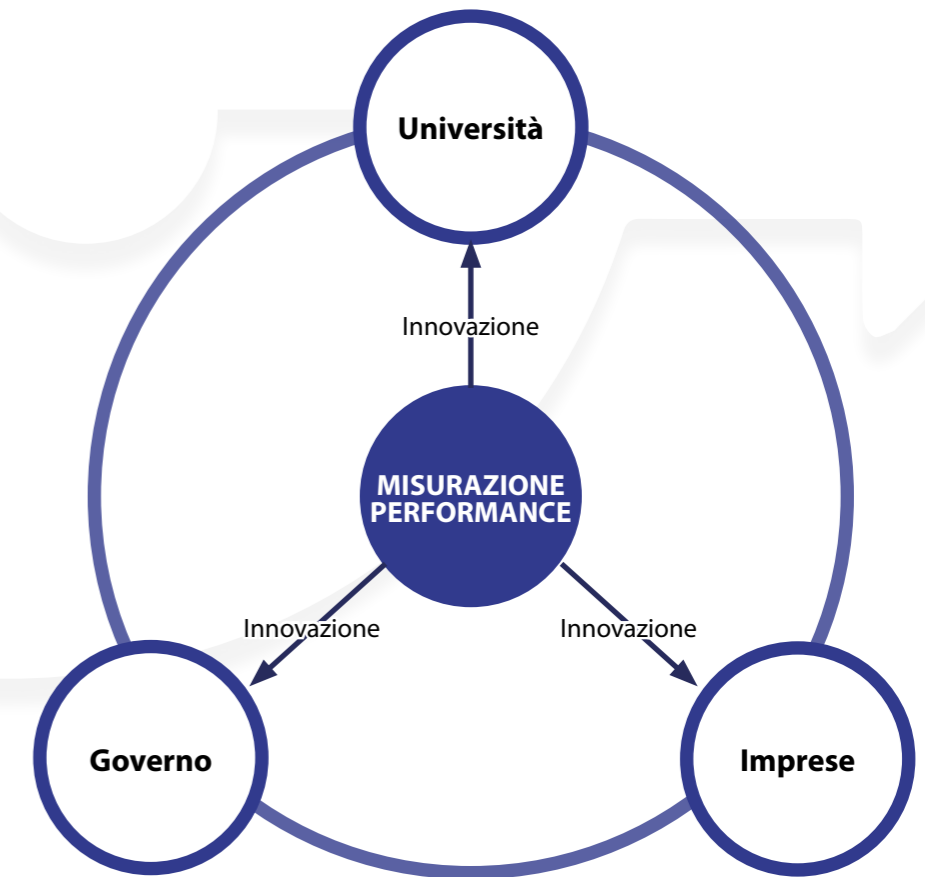 Università
Innovazione
MISURAZIONE
PERFORMANCE
Innovazione
Innovazione
Governo
Imprese